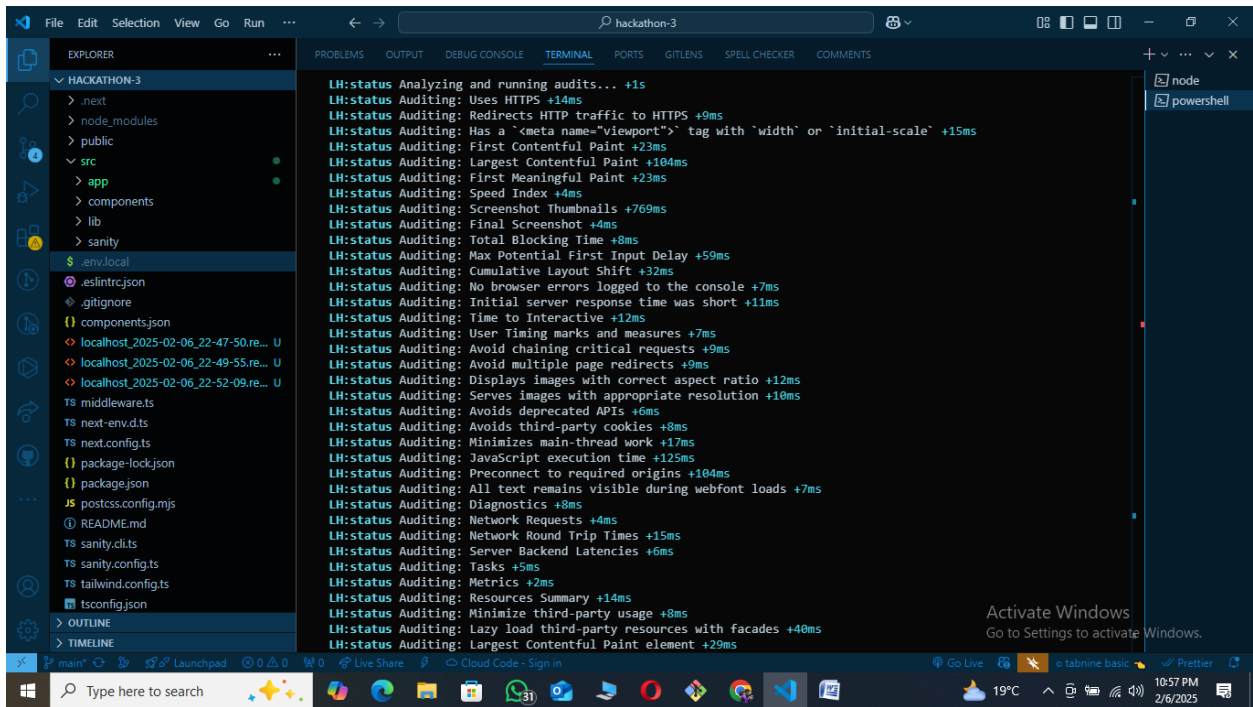 File Edit Selection View Go Run ··· hackathon-3
EXPLORER ···
HACKATHON-3
.next
node_modules
public
src
app
components
lib
sanity
$ .env.local
.eslintrc.json
.gitignore
{} components.json
<> localhost_2025-02-06_22-47-50.re... U
<> localhost_2025-02-06_22-49-55.re... U
<> localhost_2025-02-06_22-52-09.re... U
TS middleware.ts
TS next-env.d.ts
TS next.config.ts
{} package-lock.json
{} package.json
JS postcss.config.mjs
README.md
TS sanity.cli.ts
TS sanity.config.ts
TS tailwind.config.ts
tsconfig.json
OUTLINE
TIMELINE
4
PROBLEMS OUTPUT DEBUG CONSOLE TERMINAL PORTS GITLENS SPELL CHECKER COMMENTS
LH:status Analyzing and running audits... +1s
LH:status Auditing: Uses HTTPS +14ms
LH:status Auditing: Redirects HTTP traffic to HTTPS +9ms
LH:status Auditing: Has a `<meta name="viewport">` tag with `width` or `initial-scale` +15ms
LH:status Auditing: First Contentful Paint +23ms
LH:status Auditing: Largest Contentful Paint +104ms
LH:status Auditing: First Meaningful Paint +23ms
LH:status Auditing: Speed Index +4ms
LH:status Auditing: Screenshot Thumbnails +769ms
LH:status Auditing: Final Screenshot +4ms
LH:status Auditing: Total Blocking Time +8ms
LH:status Auditing: Max Potential First Input Delay +59ms
LH:status Auditing: Cumulative Layout Shift +32ms
LH:status Auditing: No browser errors logged to the console +7ms
LH:status Auditing: Initial server response time was short +11ms
LH:status Auditing: Time to Interactive +12ms
LH:status Auditing: User Timing marks and measures +7ms
LH:status Auditing: Avoid chaining critical requests +9ms
LH:status Auditing: Avoid multiple page redirects +9ms
LH:status Auditing: Displays images with correct aspect ratio +12ms
LH:status Auditing: Serves images with appropriate resolution +10ms
LH:status Auditing: Avoids deprecated APIs +6ms
LH:status Auditing: Avoids third-party cookies +8ms
LH:status Auditing: Minimizes main-thread work +17ms
LH:status Auditing: JavaScript execution time +125ms
LH:status Auditing: Preconnect to required origins +104ms
LH:status Auditing: All text remains visible during webfont loads +7ms
LH:status Auditing: Diagnostics +8ms
LH:status Auditing: Network Requests +4ms
LH:status Auditing: Network Round Trip Times +15ms
LH:status Auditing: Server Backend Latencies +6ms
LH:status Auditing: Tasks +5ms
LH:status Auditing: Metrics +2ms
LH:status Auditing: Resources Summary +14ms
LH:status Auditing: Minimize third-party usage +8ms
LH:status Auditing: Lazy load third-party resources with facades +40ms
LH:status Auditing: Largest Contentful Paint element +29ms
node
powershell
Activate Windows
Go to Settings to activate Windows.
main* Launchpad 0 0 0 Live Share Cloud Code - Sign in Go Live tabnine basic Prettier
Type here to search 31 19°C 10:57 PM
2/6/2025